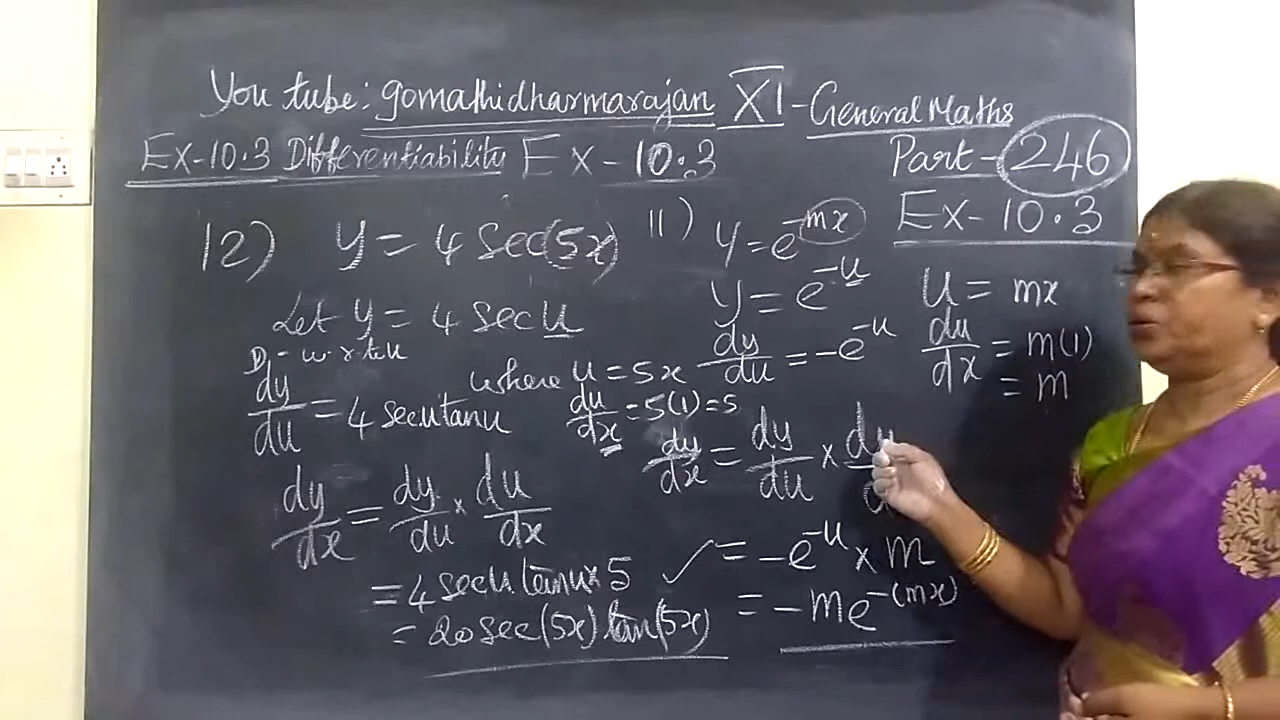 You tube: gomathidharmarajan XI - General Maths
Ex-10.3 Differentiability Ex-10.3 Part-246
Ex-10.3
12) y = 4 Sec(5x)
Let y = 4 sec u
D. w.r.to u
where u = 5x
dy/du = 4 secu tanu
du/dx = 5(1) = 5
dy/dx = dy/du × du/dx
= 4 secu tanu × 5
= 20 sec(5x) tan(5x)
11) y = e^-mx
y = e^-u
u = mx
dy/du = -e^-u
du/dx = m(1)
= m
dy/dx = dy/du × du/
= -e^-u × m
= -me^-(mx)